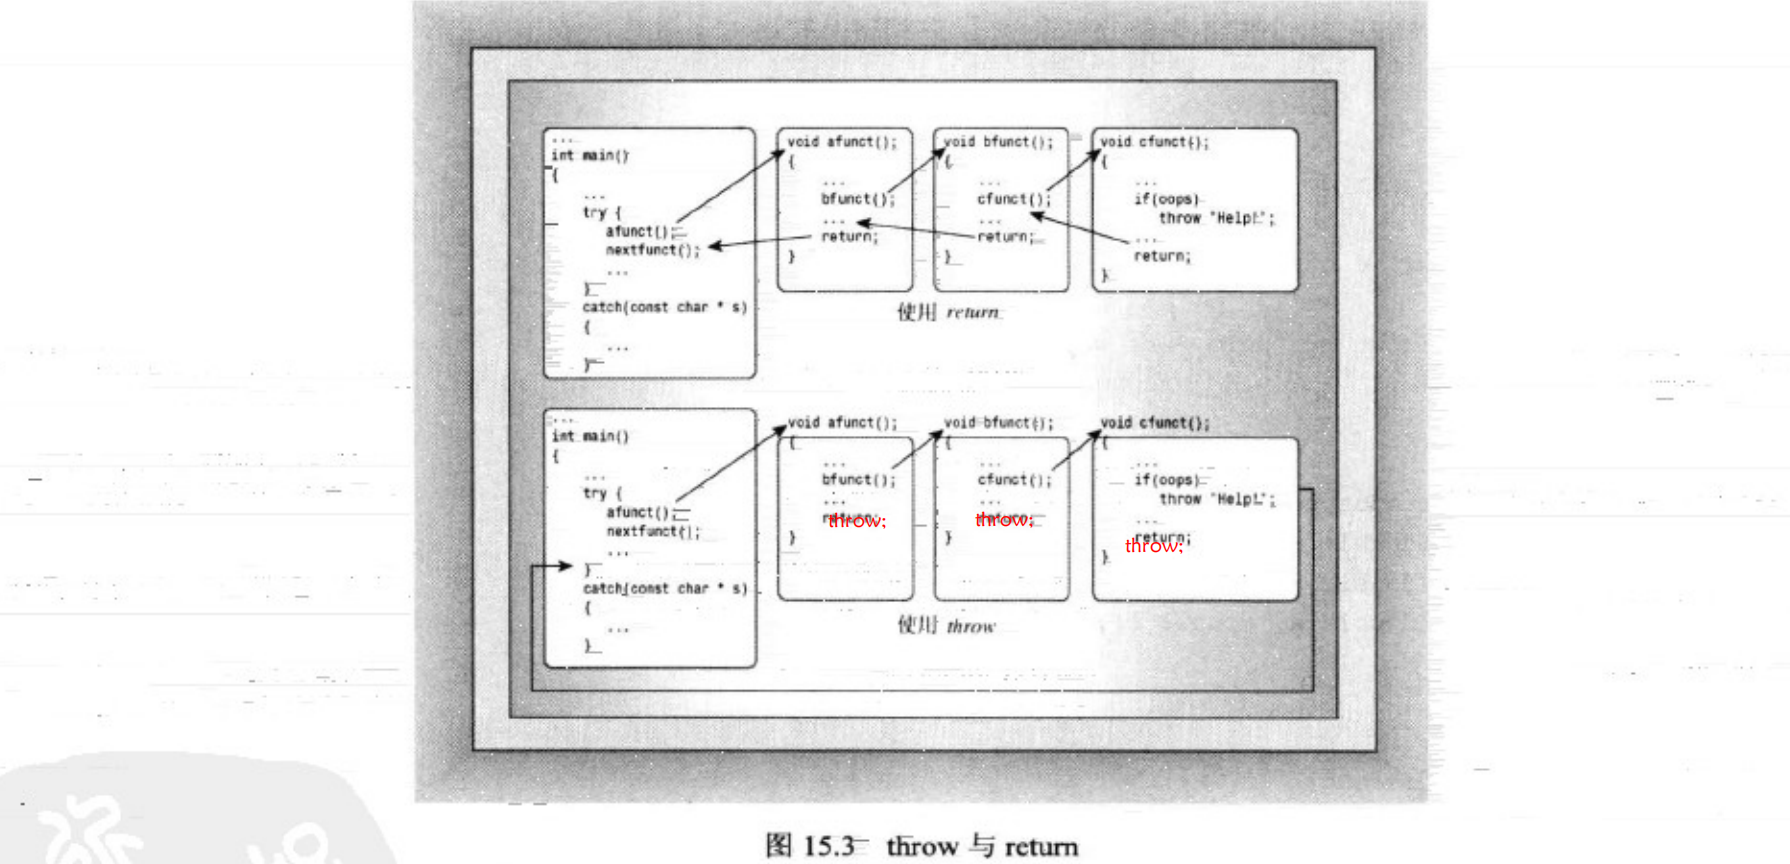 ...
int main()
{
...
try {
afunct();
nextfunct();
...
}
catch(const char * s)
{
...
}
void afunct();
{
...
bfunct();
...
return;
}
void bfunct();
{
...
cfunct();
...
return;
}
void cfunct();
{
...
if(oops)
throw "Help!";
...
return;
}
使用 return
...
int main()
{
...
try {
afunct();
nextfunct();
...
}
catch(const char * s)
{
...
}
void afunct();
{
...
bfunct();
...
return;
throw;
}
void bfunct();
{
...
cfunct();
...
return;
throw;
}
void cfunct();
{
...
if(oops)
throw "Help!";
...
return;
throw;
}
使用 throw
图 15.3 throw 与 return